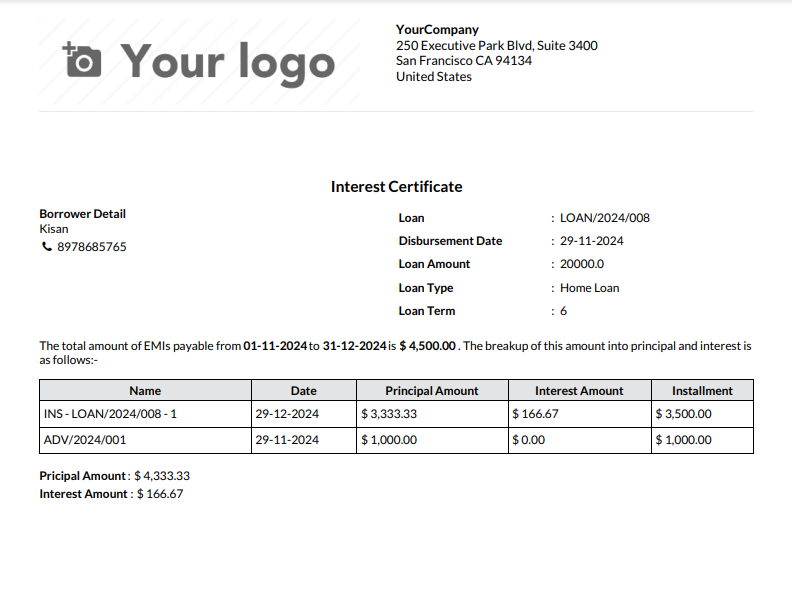 Your logo
YourCompany
250 Executive Park Blvd, Suite 3400
San Francisco CA 94134
United States
Interest Certificate
Borrower Detail
Kisan
8978685765
Loan : LOAN/2024/008
Disbursement Date : 29-11-2024
Loan Amount : 20000.0
Loan Type : Home Loan
Loan Term : 6
The total amount of EMIs payable from 01-11-2024 to 31-12-2024 is $ 4,500.00 . The breakup of this amount into principal and interest is
as follows:-
Name Date Principal Amount Interest Amount Installment
INS - LOAN/2024/008 - 1 29-12-2024 $ 3,333.33 $ 166.67 $ 3,500.00
ADV/2024/001 29-11-2024 $ 1,000.00 $ 0.00 $ 1,000.00
Pricipal Amount : $ 4,333.33
Interest Amount : $ 166.67